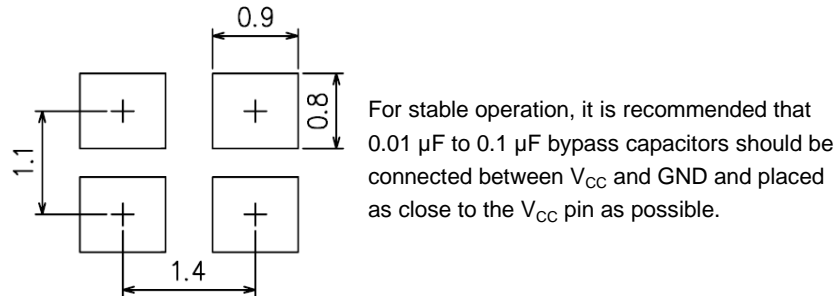 0.9
0.8
1.1
1.4
For stable operation, it is recommended that
0.01 µF to 0.1 µF bypass capacitors should be
connected between VCC and GND and placed
as close to the VCC pin as possible.